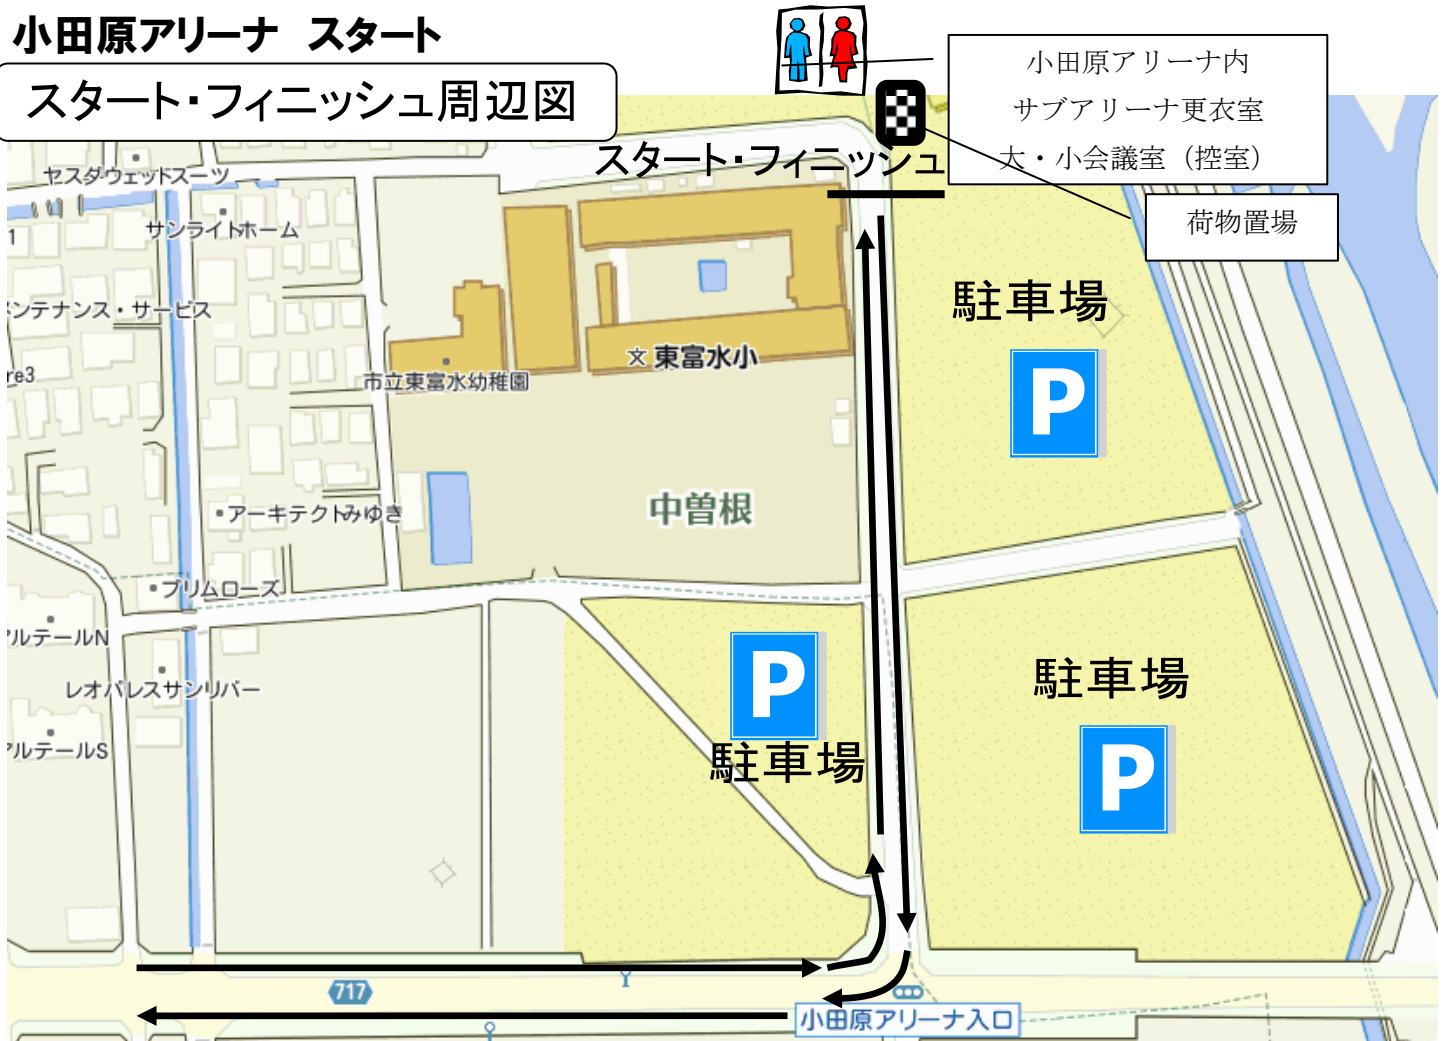 小田原アリーナ　スタート
スタート・フィニッシュ周辺図
小田原アリーナ内
サブアリーナ更衣室
大・小会議室（控室）
スタート・フィニッシュ
荷物置場
ヤスダウェットスーツ
サンライトホーム
1
ンテナンス・サービス
駐車場
P
re3
文 東富水小
市立東富水幼稚園
中曽根
アーキテクトみゆき
プリムローズ
ルテールN
レオパレスサンリバー
P
駐車場
駐車場
P
ルテールS
717
小田原アリーナ入口